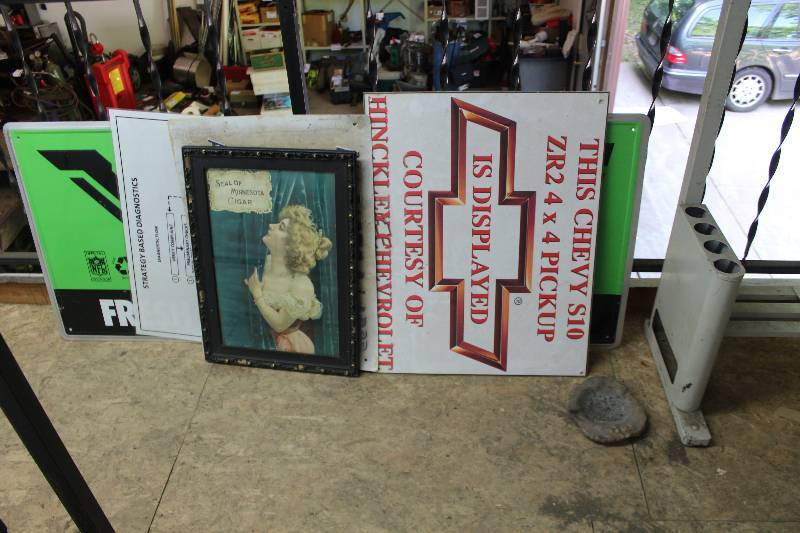 SEAL OF
MINNESOTA
CIGAR
THIS CHEVY S10
ZR2 4 x 4 PICKUP
IS DISPLAYED
®
COURTESY OF
HINCKLEY CHEVROLET
STRATEGY BASED DIAGNOSTICS
FR